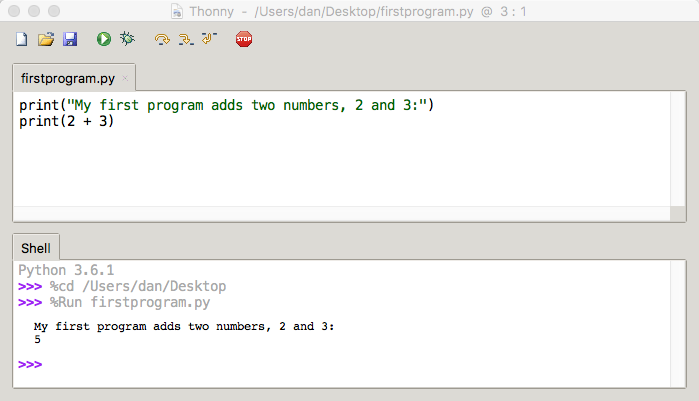 Thonny - /Users/dan/Desktop/firstprogram.py @ 3 : 1
STOP
firstprogram.py ×
print("My first program adds two numbers, 2 and 3:")
print(2 + 3)
Shell
Python 3.6.1
>>> %cd /Users/dan/Desktop
>>> %Run firstprogram.py
My first program adds two numbers, 2 and 3:
5
>>>